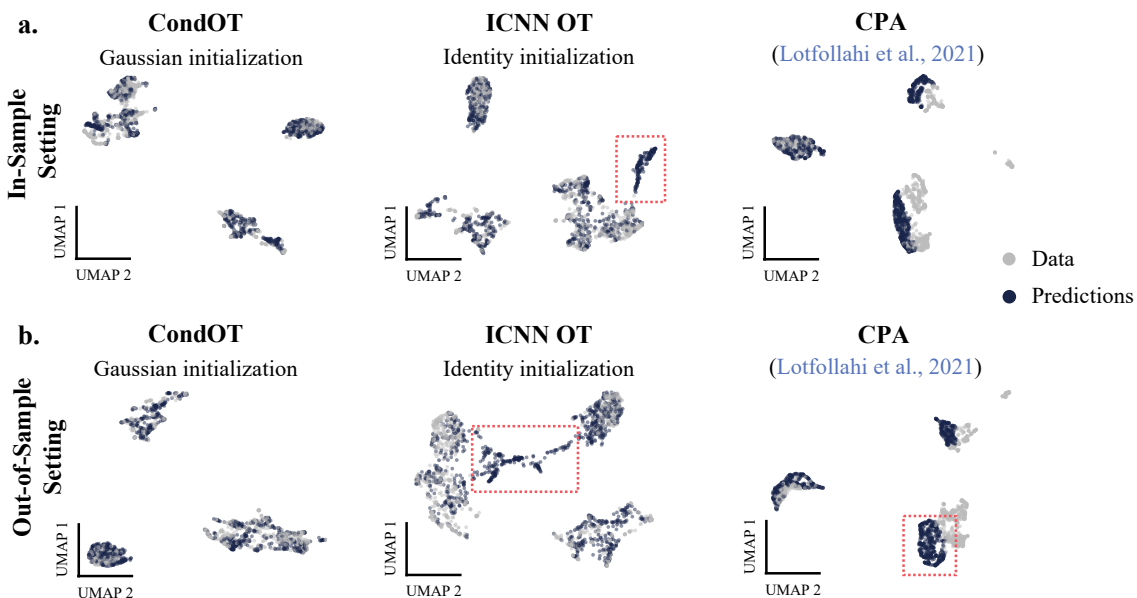 a.
CondOT
Gaussian initialization
ICNN OT
Identity initialization
CPA
(Lotfollahi et al., 2021)
In-Sample
Setting
UMAP 1
UMAP 2
UMAP 1
UMAP 2
UMAP 1
UMAP 2
Data
Predictions
b.
CondOT
Gaussian initialization
ICNN OT
Identity initialization
CPA
(Lotfollahi et al., 2021)
Out-of-Sample
Setting
UMAP 1
UMAP 2
UMAP 1
UMAP 2
UMAP 1
UMAP 2